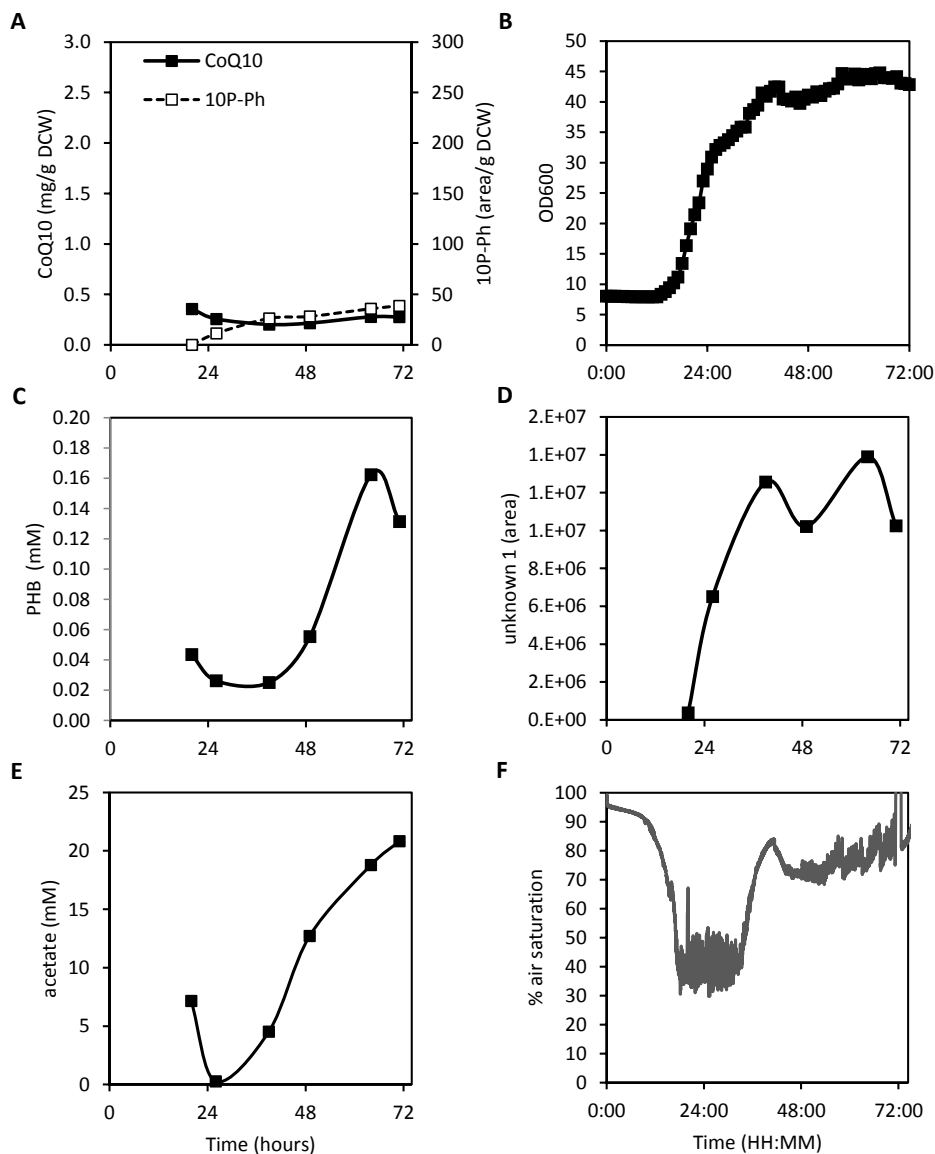 A
B
CoQ10 (mg/g DCW)
3.0
2.5
2.0
1.5
1.0
0.5
0.0
CoQ10
10P-Ph
300
250
200
150
100
50
0
10P-Ph (area/g DCW)
0
24
48
72
OD600
50
45
40
35
30
25
20
15
10
5
0
0:00
24:00
48:00
72:00
C
D
PHB (mM)
0.20
0.18
0.16
0.14
0.12
0.10
0.08
0.06
0.04
0.02
0.00
0
24
48
72
unknown 1 (area)
2.E+07
1.E+07
1.E+07
1.E+07
8.E+06
6.E+06
4.E+06
2.E+06
0.E+00
0
24
48
72
E
F
acetate (mM)
25
20
15
10
5
0
0
24
48
72
Time (hours)
% air saturation
100
90
80
70
60
50
40
30
20
10
0
0:00
24:00
48:00
72:00
Time (HH:MM)